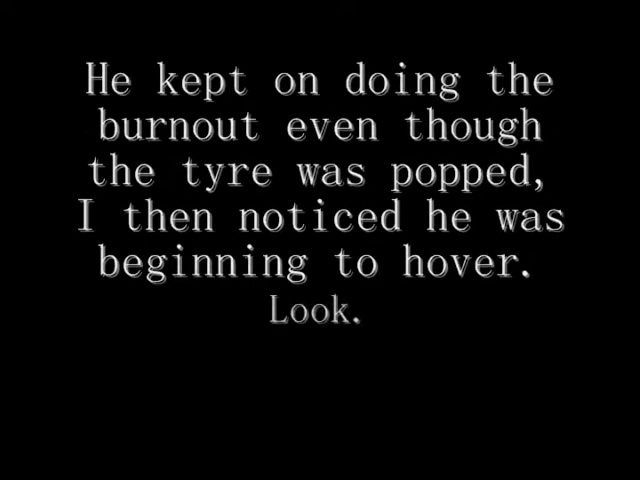 He kept on doing the
burnout even though
the tyre was popped,
I then noticed he was
beginning to hover.
Look.